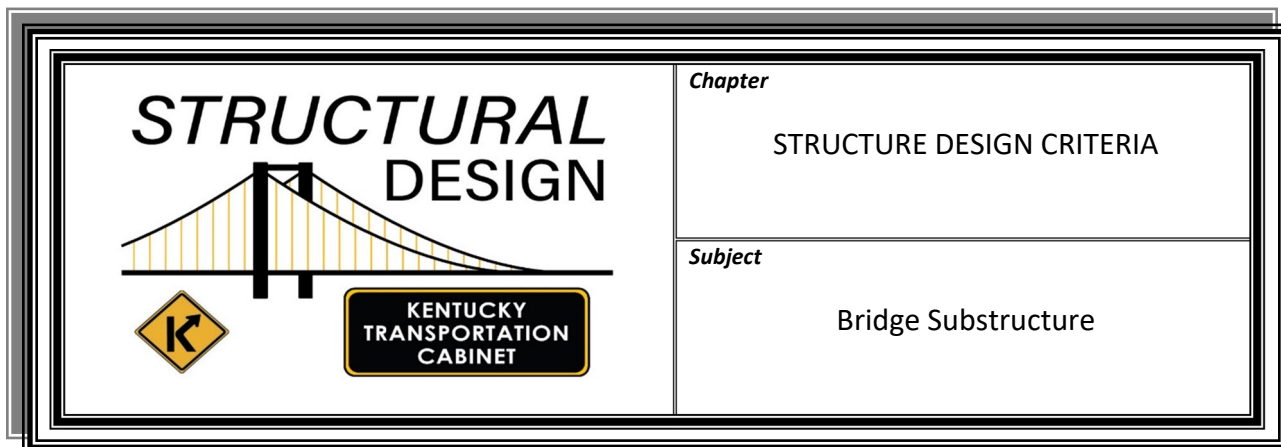 STRUCTURAL
DESIGN
KENTUCKY
TRANSPORTATION
CABINET
K
Chapter
STRUCTURE DESIGN CRITERIA
Subject
Bridge Substructure